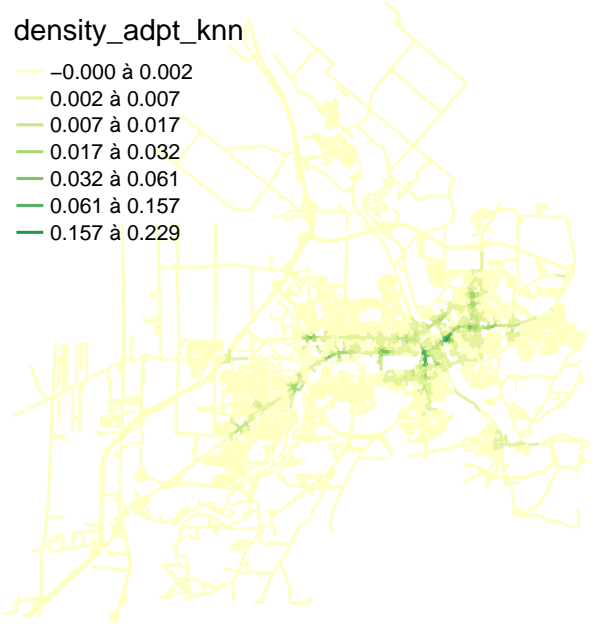 density_adpt_knn
−0.000 à 0.002
0.002 à 0.007
0.007 à 0.017
0.017 à 0.032
0.032 à 0.061
0.061 à 0.157
0.157 à 0.229